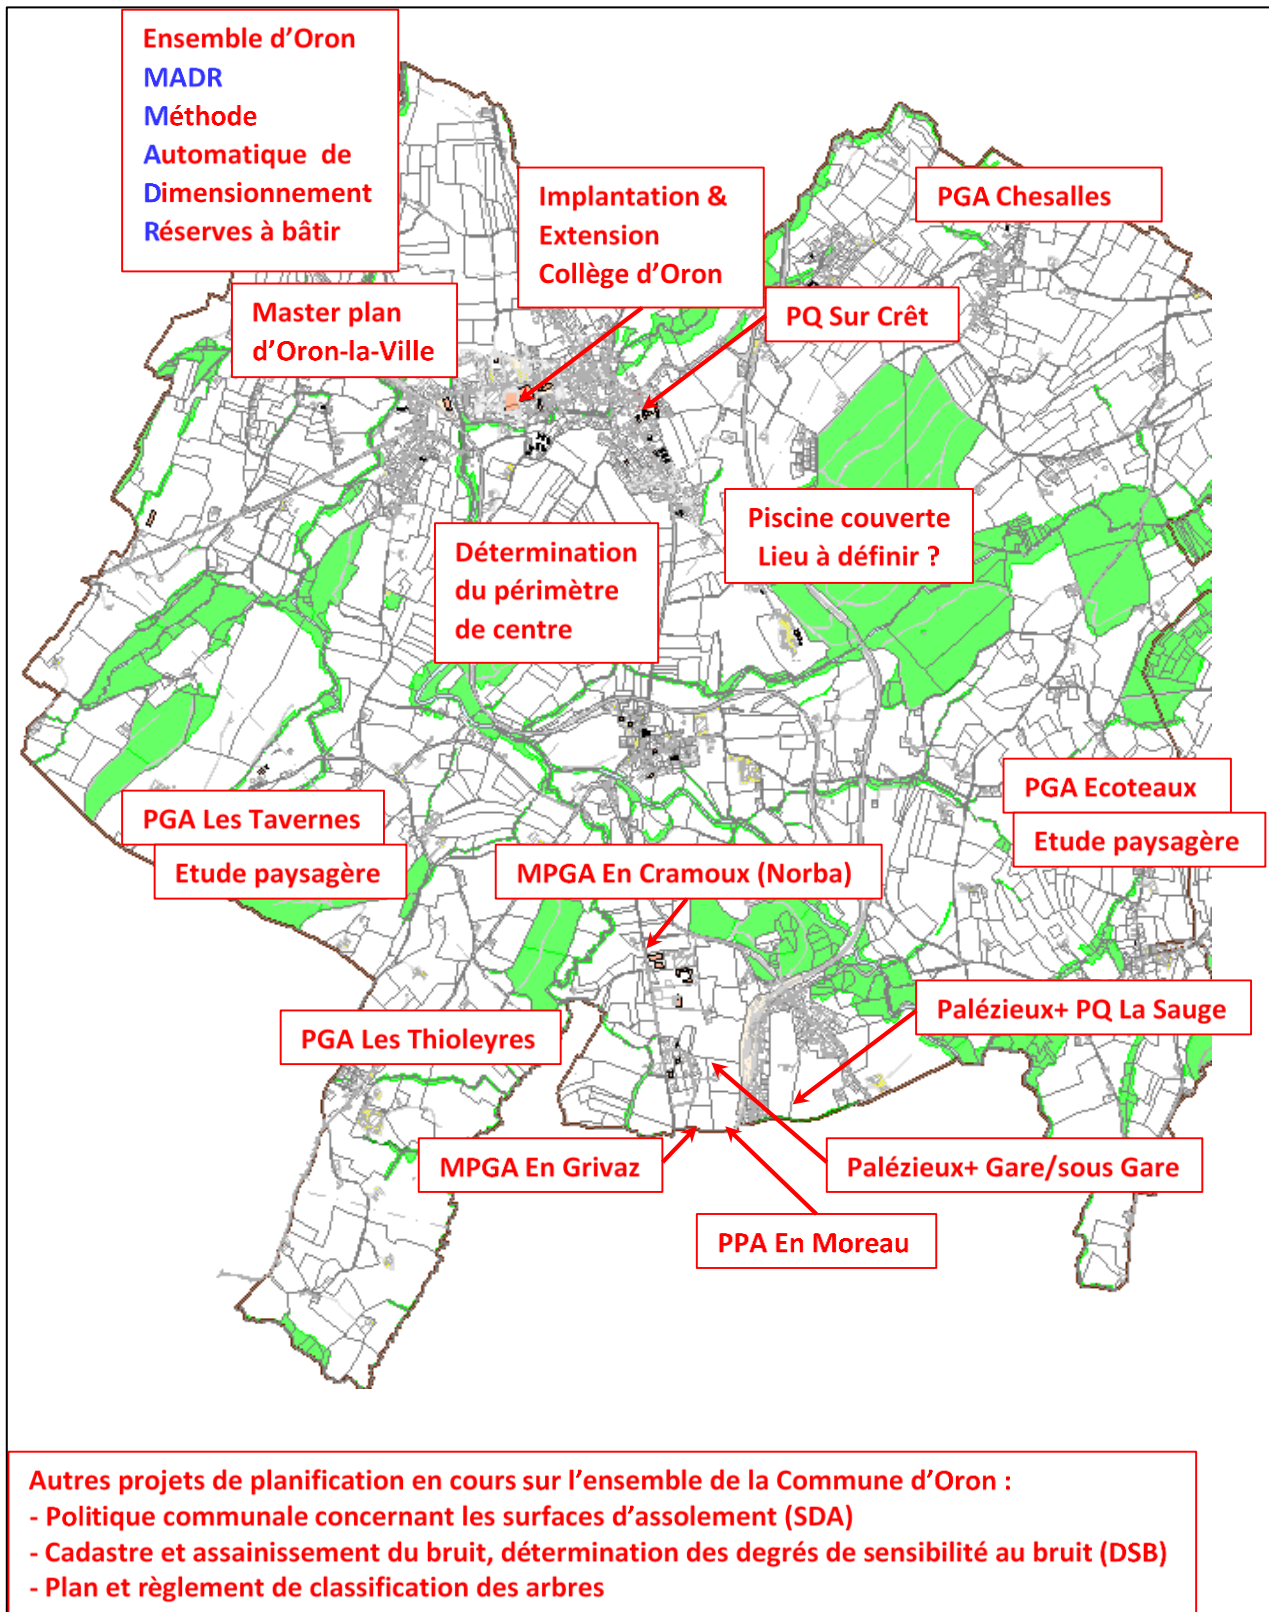 Ensemble d’Oron
MADR
Méthode
Automatique de
Dimensionnement
Réserves à bâtir
Implantation &
Extension
Collège d’Oron
PGA Chesalles
Master plan
d’Oron-la-Ville
PQ Sur Crêt
Piscine couverte
Lieu à définir ?
Détermination
du périmètre
de centre
PGA Ecoteaux
Etude paysagère
PGA Les Tavernes
Etude paysagère
MPGA En Cramoux (Norba)
Palézieux+ PQ La Sauge
PGA Les Thioleyres
MPGA En Grivaz
Palézieux+ Gare/sous Gare
PPA En Moreau
Autres projets de planification en cours sur l’ensemble de la Commune d’Oron :
- Politique communale concernant les surfaces d’assolement (SDA)
- Cadastre et assainissement du bruit, détermination des degrés de sensibilité au bruit (DSB)
- Plan et règlement de classification des arbres